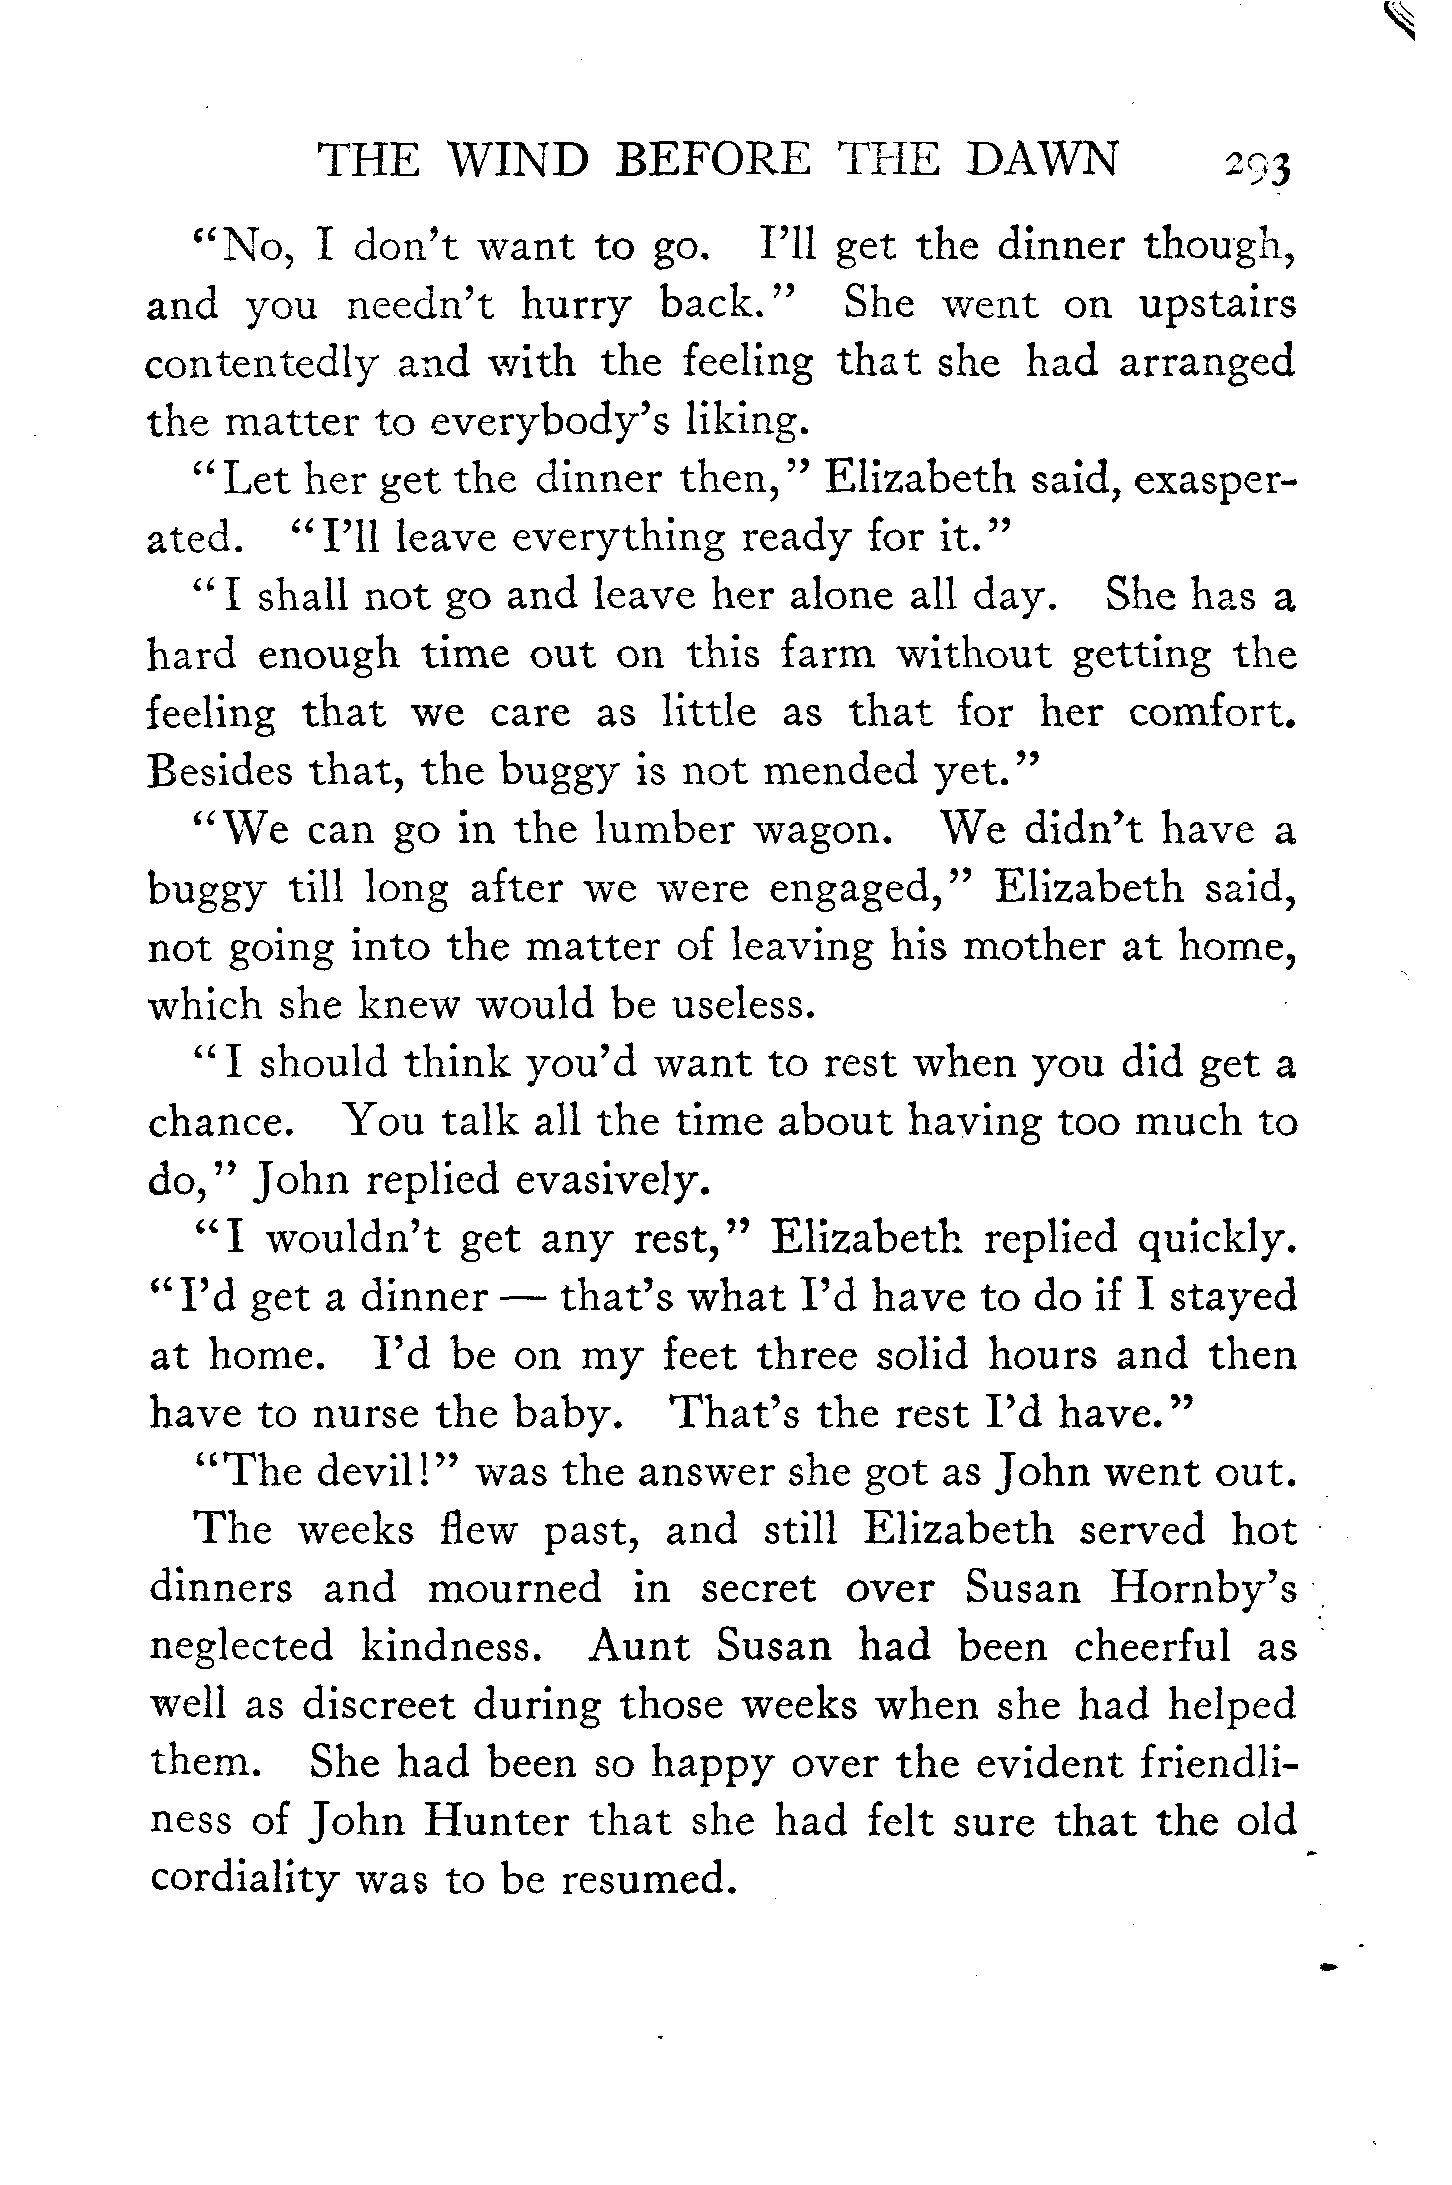 THE WIND BEFORE THE DAWN 293
"No, I don't want to go. I'll get the dinner though,
and you needn't hurry back." She went on upstairs
contentedly and with the feeling that she had arranged
the matter to everybody's liking.
"Let her get the dinner then," Elizabeth said, exasper-
ated. "I'll leave everything ready for it."
"I shall not go and leave her alone all day. She has a
hard enough time out on this farm without getting the
feeling that we care as little as that for her comfort.
Besides that, the buggy is not mended yet."
"We can go in the lumber wagon. We didn't have a
buggy till long after we were engaged," Elizabeth said,
not going into the matter of leaving his mother at home,
which she knew would be useless.
"I should think you'd want to rest when you did get a
chance. You talk all the time about having too much to
do," John replied evasively.
"I wouldn't get any rest," Elizabeth replied quickly.
"I'd get a dinner — that's what I'd have to do if I stayed
at home. I'd be on my feet three solid hours and then
have to nurse the baby. That's the rest I'd have."
"The devil!" was the answer she got as John went out.
The weeks flew past, and still Elizabeth served hot
dinners and mourned in secret over Susan Hornby's
neglected kindness. Aunt Susan had been cheerful as
well as discreet during those weeks when she had helped
them. She had been so happy over the evident friendli-
ness of John Hunter that she had felt sure that the old
cordiality was to be resumed.